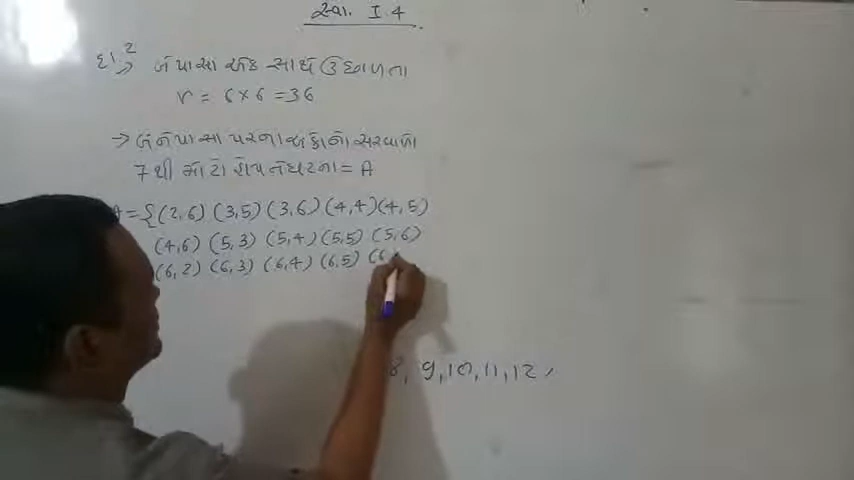 સ્વા. I.4
દા.2 → બે પાસા એક સાથે ઉછાળતા
r = 6 × 6 = 36
→ બંને પાસા પરના અંકોનો સરવાળો
7 થી મોટો હોય તે ઘટના = A
A = {(2,6) (3,5) (3,6) (4,4) (4,5)
(4,6) (5,3) (5,4) (5,5) (5,6)
(6,2) (6,3) (6,4) (6,5) (6
8, 9, 10, 11, 12,